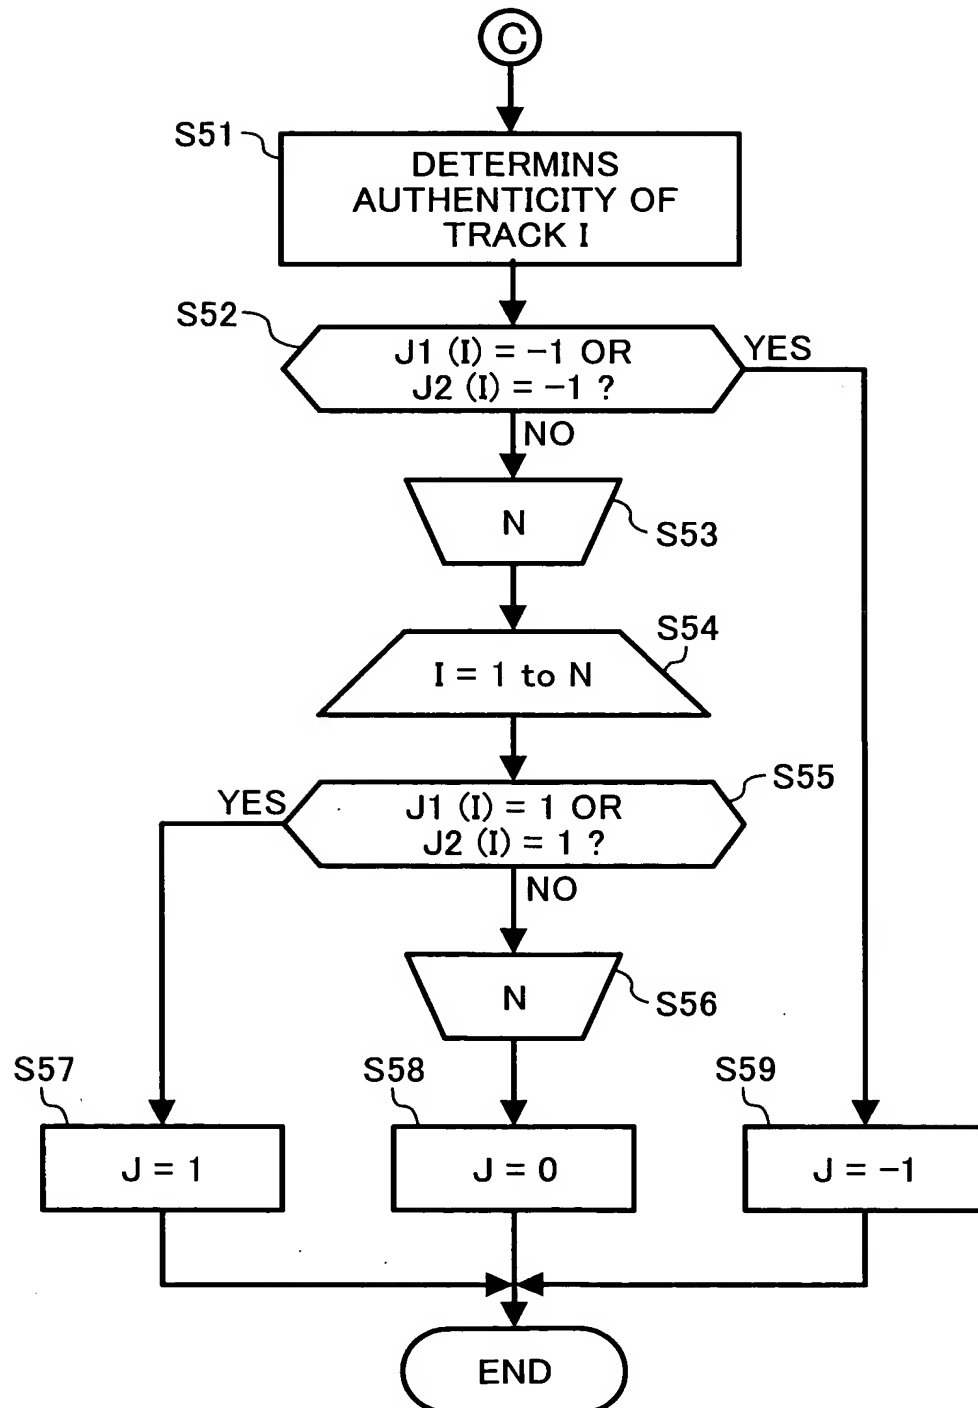 C
S51
DETERMINS
AUTHENTICITY OF
TRACK I
S52
J1 (I) = -1 OR
J2 (I) = -1 ?
YES
NO
N
S53
S54
I = 1 to N
S55
YES
J1 (I) = 1 OR
J2 (I) = 1 ?
NO
N
S56
S57
S58
S59
J = 1
J = 0
J = -1
END